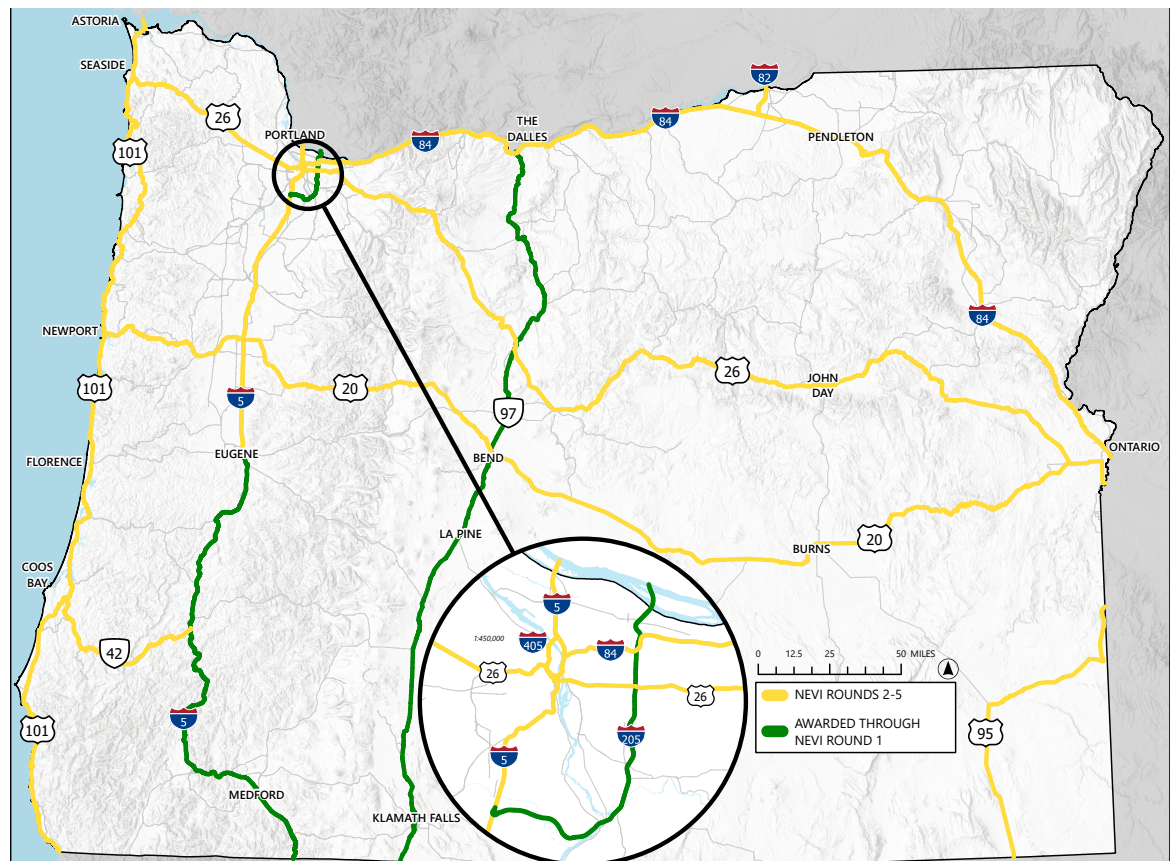 ASTORIA
82
SEASIDE
THE
DALLES
26
84
PORTLAND
84
PENDLETON
101
84
NEWPORT
26
JOHN
DAY
101
20
5
97
ONTARIO
EUGENE
BEND
FLORENCE
LA PINE
20
BURNS
COOS
BAY
5
1:450,000
405
84
42
26
26
0 12.5 25 50 MILES
NEVI ROUNDS 2-5
5
101
205
AWARDED THROUGH
NEVI ROUND 1
95
5
MEDFORD
KLAMATH FALLS